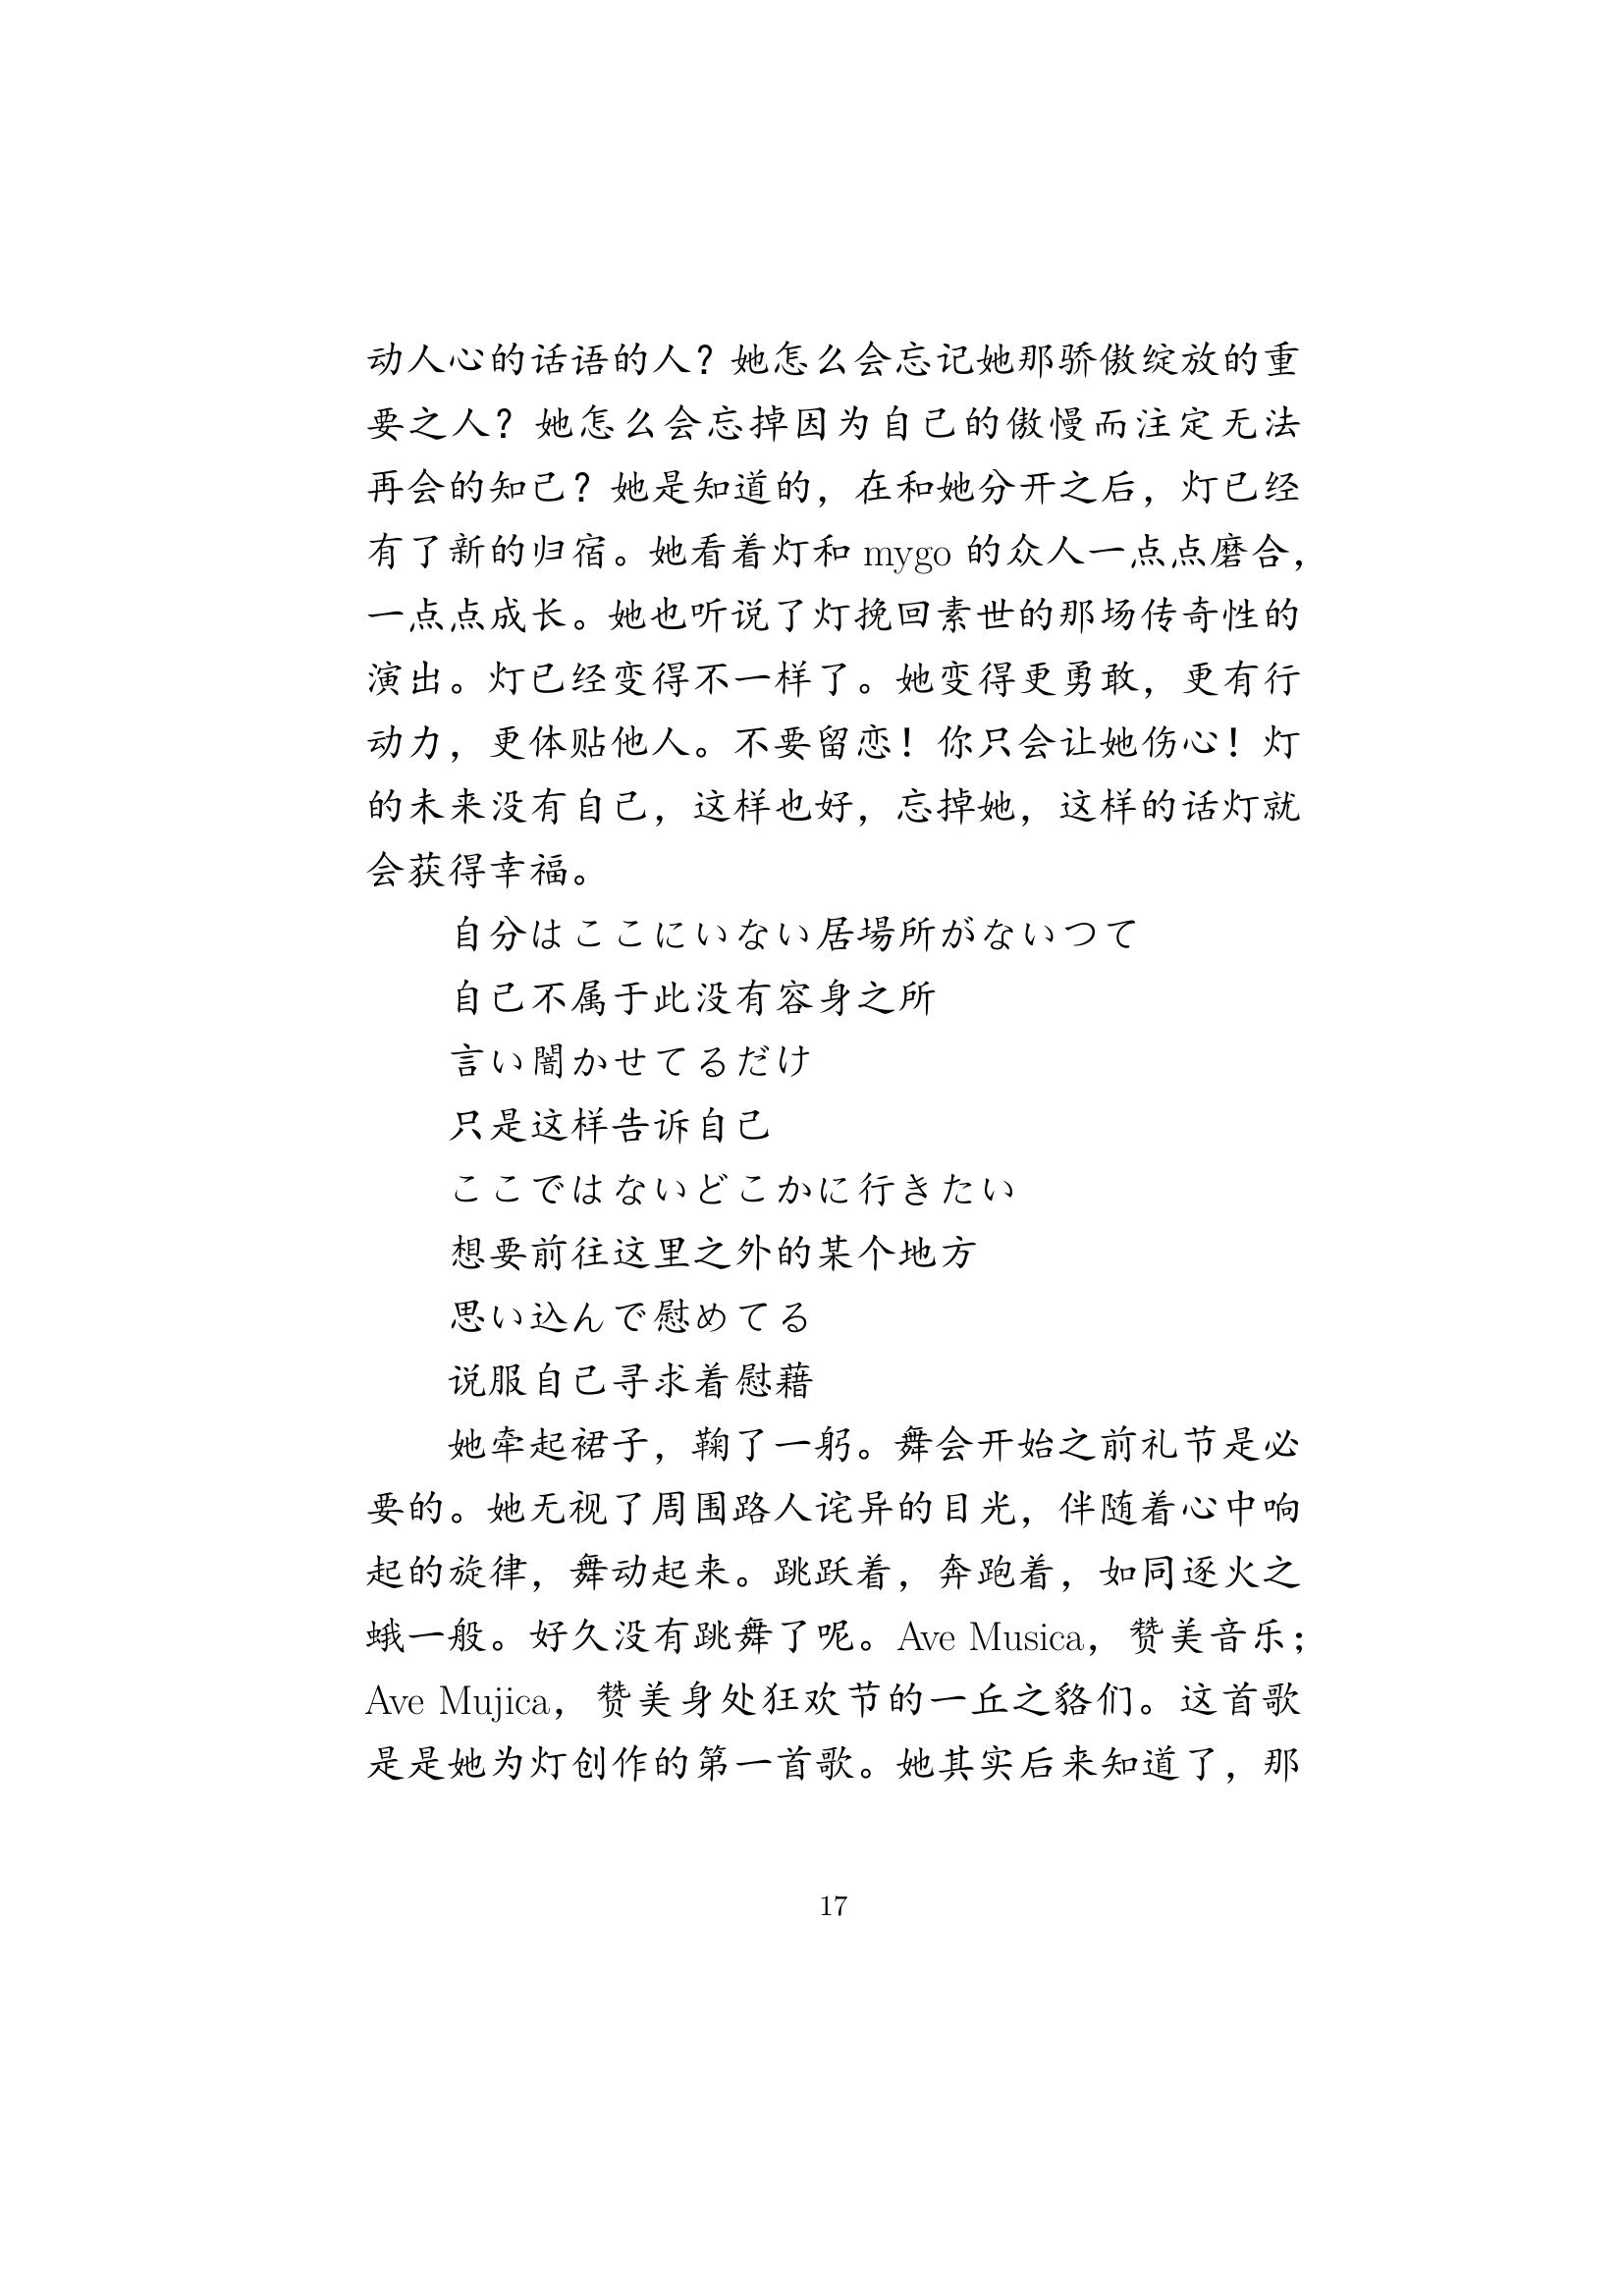 动人心的话语的人？她怎么会忘记她那骄傲绽放的重
要之人？她怎么会忘掉因为自己的傲慢而注定无法
再会的知己？她是知道的，在和她分开之后，灯已经
有了新的归宿。她看着灯和 mygo 的众人一点点磨合，
一点点成长。她也听说了灯挽回素世的那场传奇性的
演出。灯已经变得不一样了。她变得更勇敢，更有行
动力，更体贴他人。不要留恋！你只会让她伤心！灯
的未来没有自己，这样也好，忘掉她，这样的话灯就
会获得幸福。
自分はここにいない居場所がないつて
自己不属于此没有容身之所
言い闇かせてるだけ
只是这样告诉自己
ここではないどこかに行きたい
想要前往这里之外的某个地方
思い込んで慰めてる
说服自己寻求着慰藉
她牵起裙子，鞠了一躬。舞会开始之前礼节是必
要的。她无视了周围路人诧异的目光，伴随着心中响
起的旋律，舞动起来。跳跃着，奔跑着，如同逐火之
蛾一般。好久没有跳舞了呢。Ave Musica，赞美音乐；
Ave Mujica，赞美身处狂欢节的一丘之貉们。这首歌
是是她为灯创作的第一首歌。她其实后来知道了，那
17